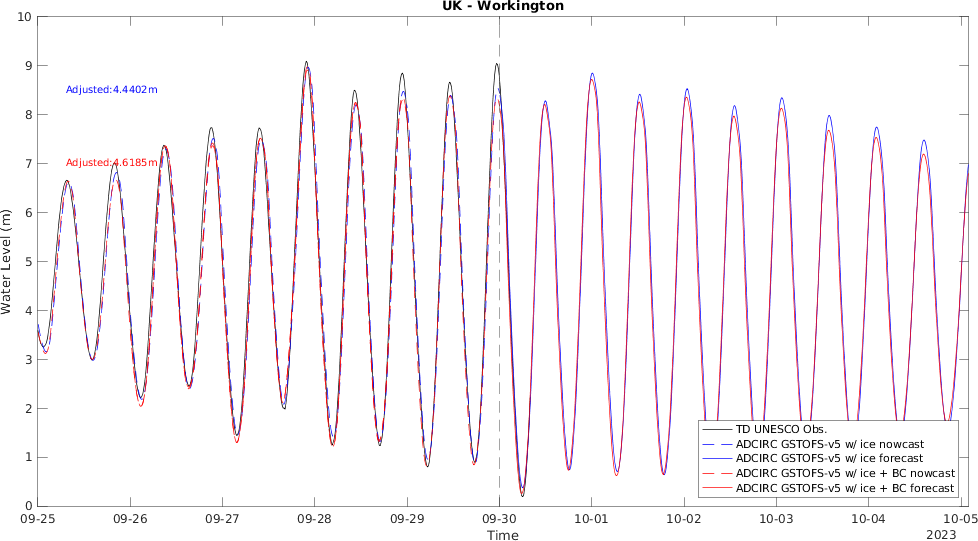 UK - Workington
10
9
8
7
6
5
4
3
2
1
0
Water Level (m)
Adjusted:4.4402m
Adjusted:4.6185m
TD UNESCO Obs.
ADCIRC GSTOFS-v5 w/ ice nowcast
ADCIRC GSTOFS-v5 w/ ice forecast
ADCIRC GSTOFS-v5 w/ ice + BC nowcast
ADCIRC GSTOFS-v5 w/ ice + BC forecast
09-25 09-26 09-27 09-28 09-29 09-30 10-01 10-02 10-03 10-04 10-05
Time
2023